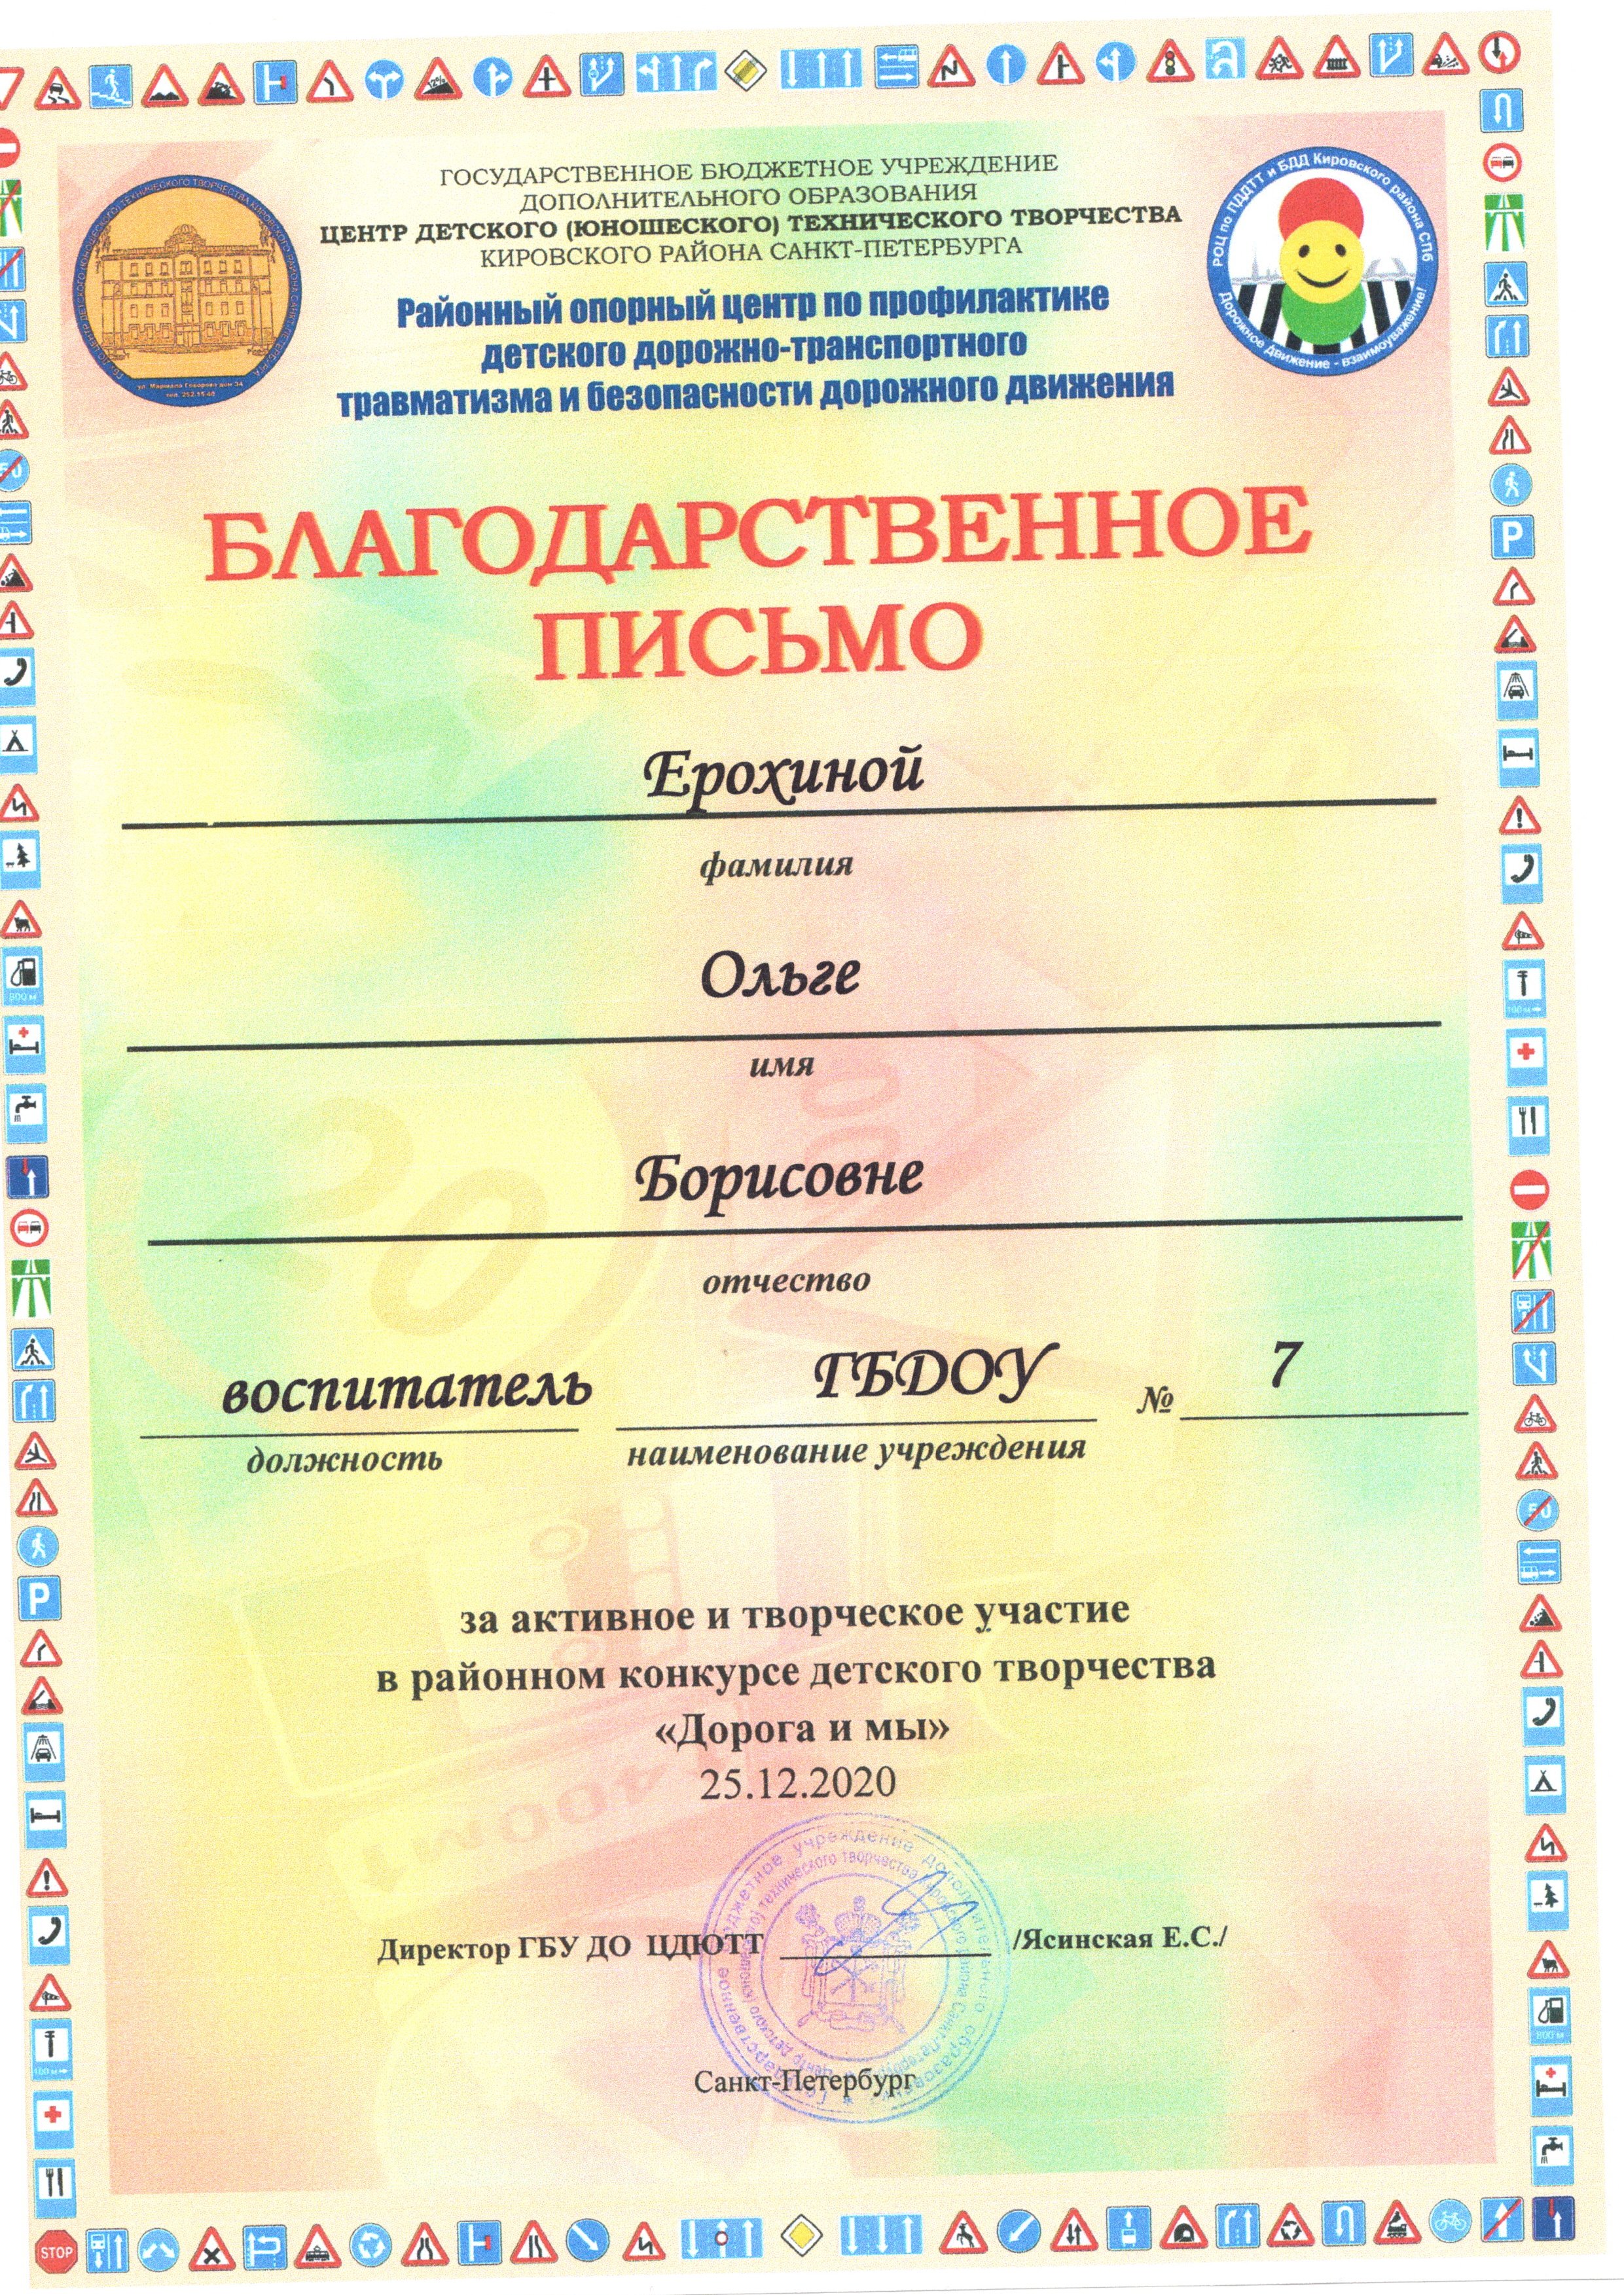 ГОСУДАРСТВЕННОЕ БЮДЖЕТНОЕ УЧРЕЖДЕНИЕ
ДОПОЛНИТЕЛЬНОГО ОБРАЗОВАНИЯ
ЦЕНТР ДЕТСКОГО (ЮНОШЕСКОГО) ТЕХНИЧЕСКОГО ТВОРЧЕСТВА
КИРОВСКОГО РАЙОНА САНКТ-ПЕТЕРБУРГА
РОЦ по ПДДТТ и БДД Кировского района СПб
Дорожное движение - взаимоуважение!
Районный опорный центр по профилактике
детского дорожно-транспортного
травматизма и безопасности дорожного движения
БЛАГОДАРСТВЕННОЕ
ПИСЬМО
Ерохиной
фамилия
Ольге
имя
Борисовне
отчество
воспитатель ГБДОУ № 7
должность наименование учреждения
за активное и творческое участие
в районном конкурсе детского творчества
«Дорога и мы»
25.12.2020
Директор ГБУ ДО ЦДЮТТ /Ясинская Е.С./
Санкт-Петербург
STOP